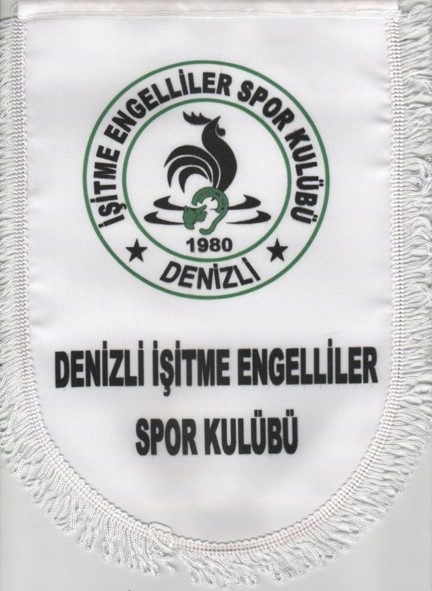 İŞİTME ENGELLİLER SPOR KULÜBÜ
1980
DENİZLİ
DENİZLİ İŞİTME ENGELLİLER
SPOR KULÜBÜ